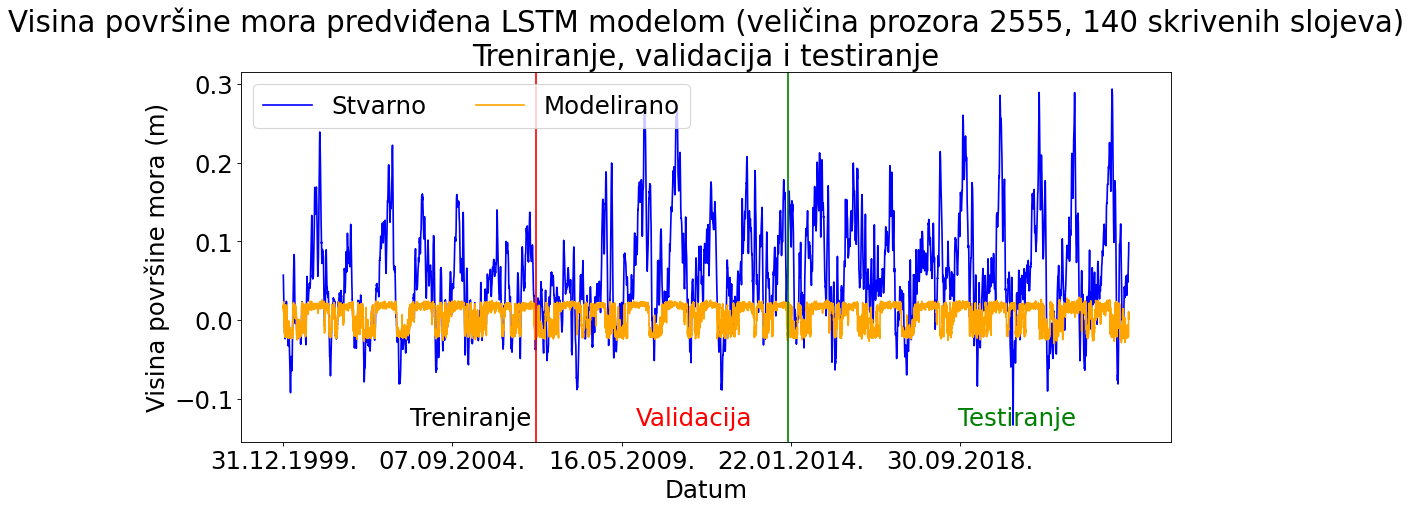 Visina površine mora predviđena LSTM modelom (veličina prozora 2555, 140 skrivenih slojeva)
Treniranje, validacija i testiranje
Stvarno
Modelirano
Visina površine mora (m)
0.3
0.2
0.1
0.0
−0.1
Treniranje
Validacija
Testiranje
31.12.1999.
07.09.2004.
16.05.2009.
22.01.2014.
30.09.2018.
Datum